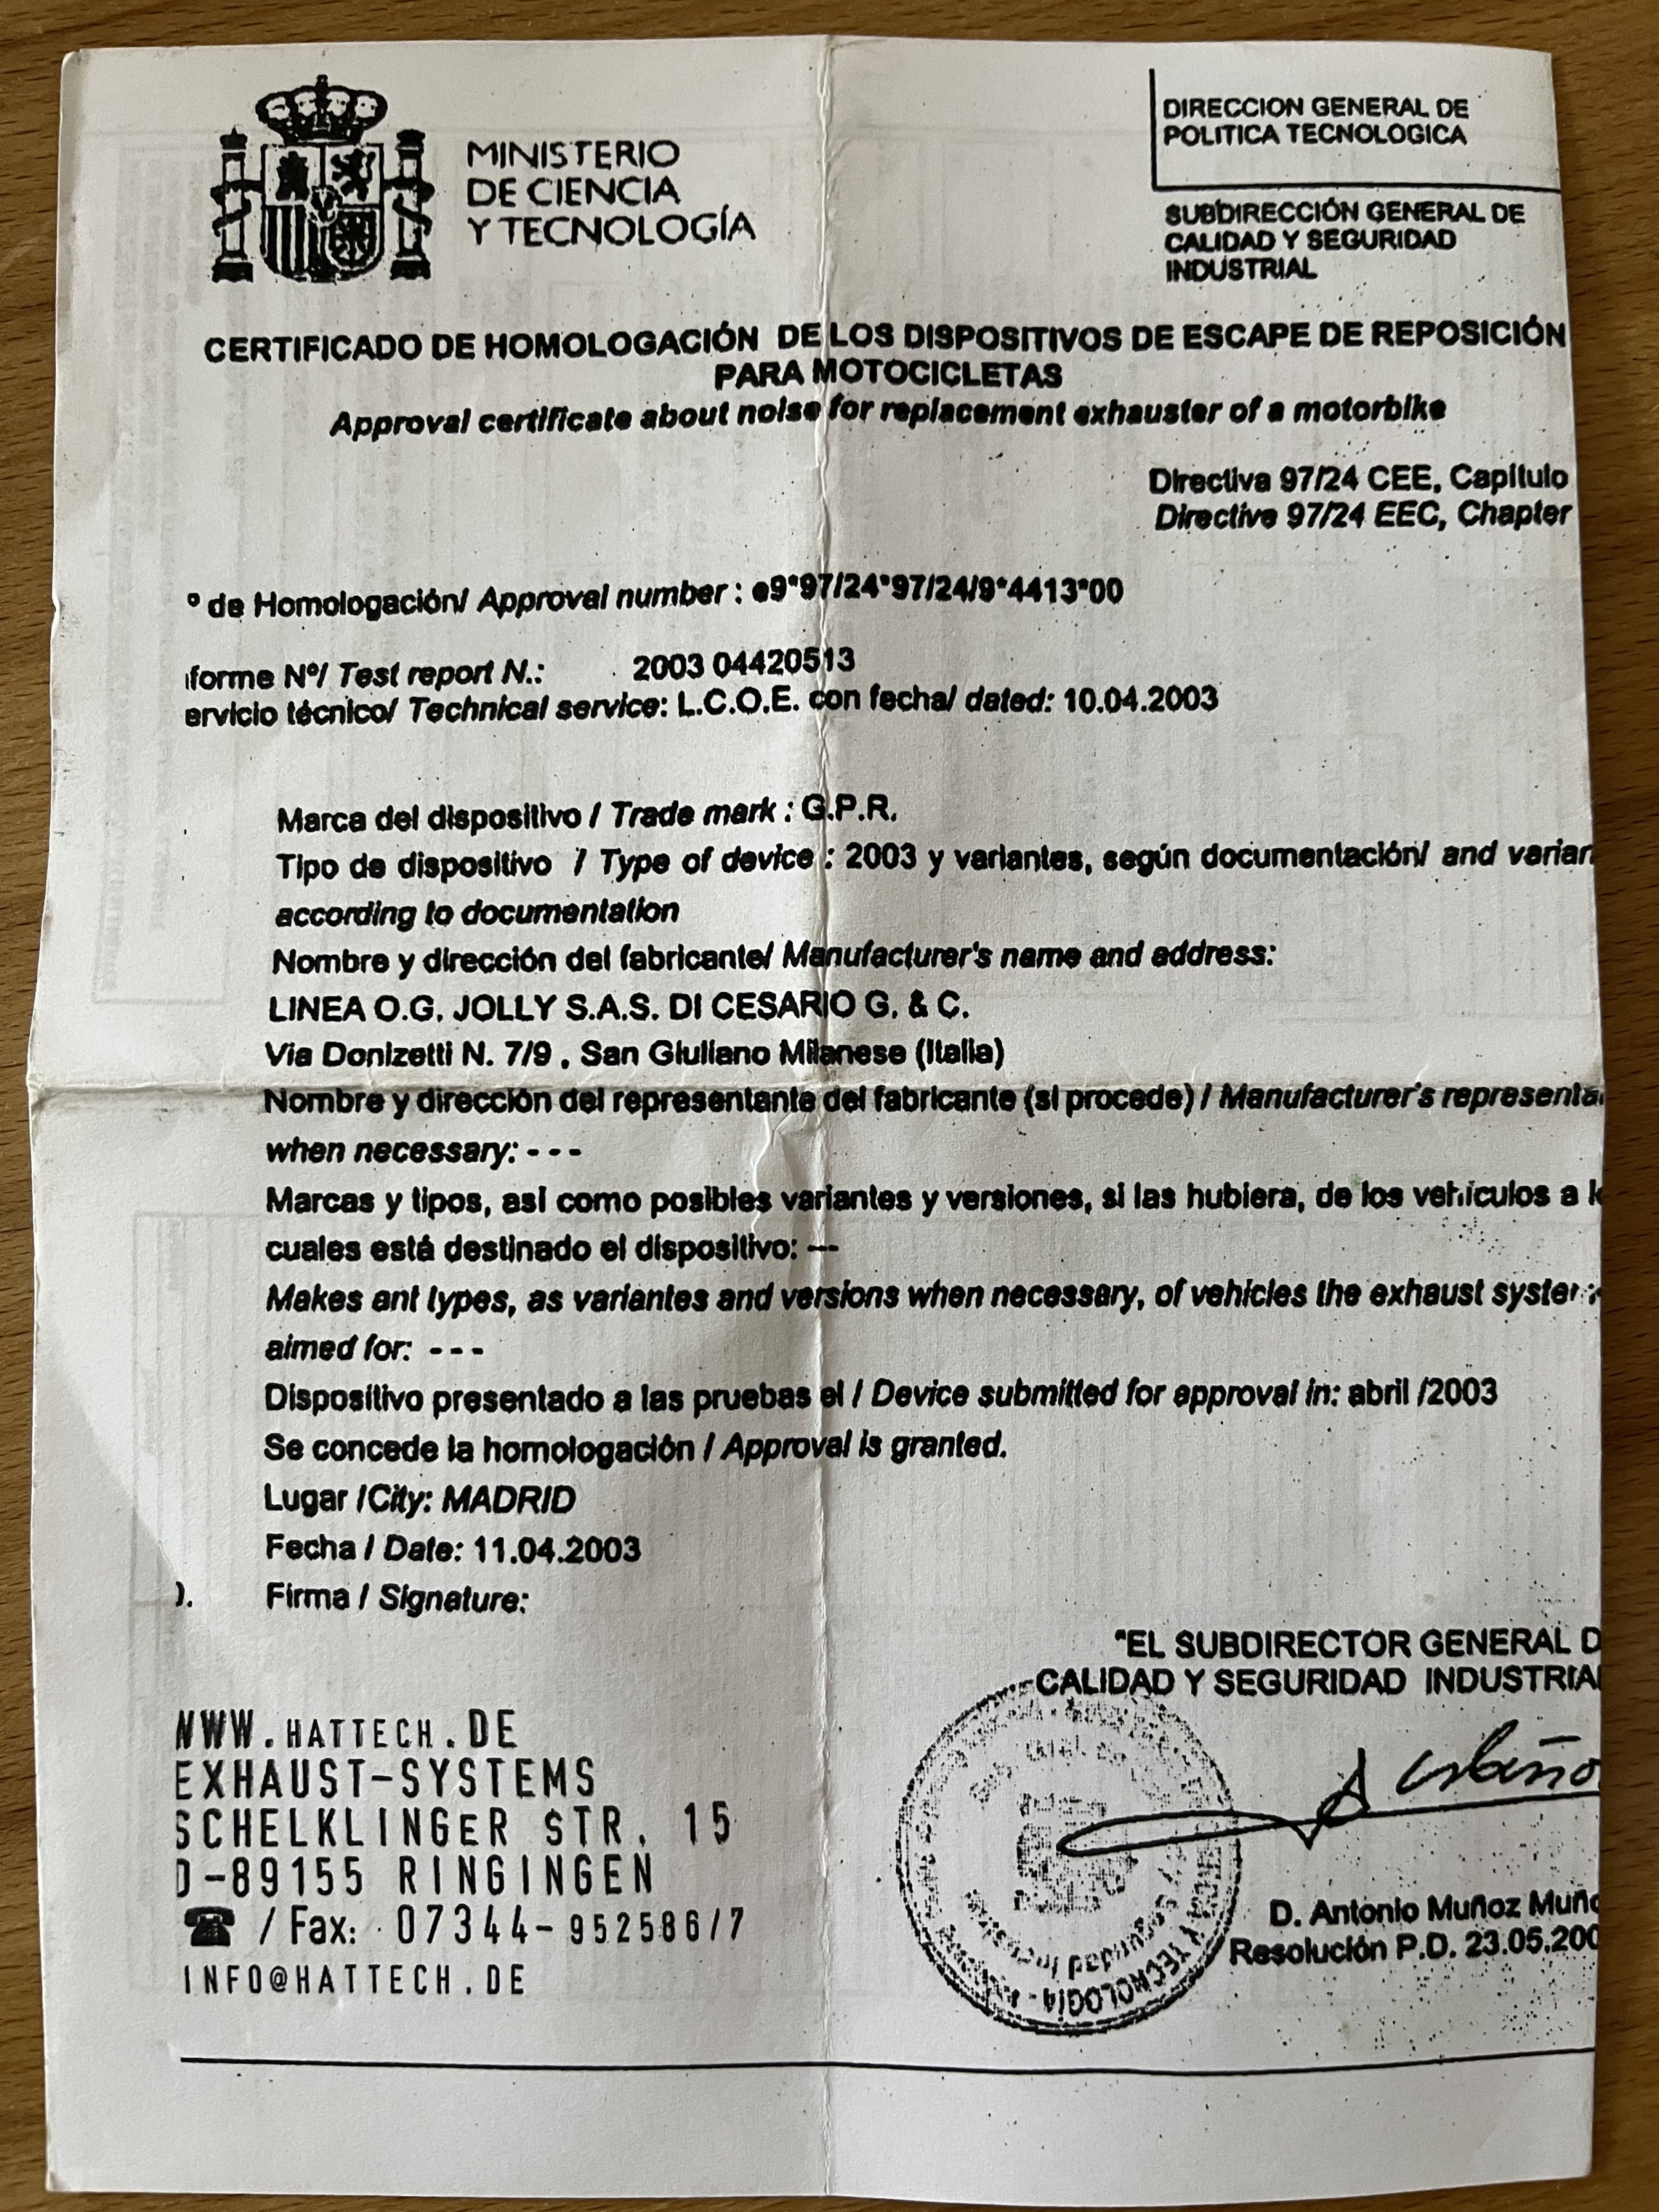 MINISTERIO
DE CIENCIA
Y TECNOLOGÍA
DIRECCION GENERAL DE
POLITICA TECNOLOGICA
SUBDIRECCIÓN GENERAL DE
CALIDAD Y SEGURIDAD
INDUSTRIAL
CERTIFICADO DE HOMOLOGACIÓN DE LOS DISPOSITIVOS DE ESCAPE DE REPOSICIÓN
PARA MOTOCICLETAS
Approval certificate about noise for replacement exhauster of a motorbike
Directiva 97/24 CEE, Capítulo
Directive 97/24 EEC, Chapter
º de Homologación/ Approval number : e9*97/24*97/24/9*4413*00
forme Nº/ Test report N.: 2003 04420513
ervicio técnico/ Technical service: L.C.O.E. con fecha/ dated: 10.04.2003
Marca del dispositivo / Trade mark : G.P.R.
Tipo de dispositivo / Type of device : 2003 y variantes, según documentación/ and varian
according to documentation
Nombre y dirección del fabricante/ Manufacturer's name and address:
LINEA O.G. JOLLY S.A.S. DI CESARIO G. & C.
Via Donizetti N. 7/9 , San Giuliano Milanese (Italia)
Nombre y dirección del representante del fabricante (si procede) / Manufacturer's representa
when necessary: - - -
Marcas y tipos, así como posibles variantes y versiones, si las hubiera, de los vehículos a l
cuales está destinado el dispositivo: ---
Makes ant types, as variantes and versions when necessary, of vehicles the exhaust system
aimed for: - - -
Dispositivo presentado a las pruebas el / Device submitted for approval in: abril /2003
Se concede la homologación / Approval is granted.
Lugar /City: MADRID
Fecha / Date: 11.04.2003
). Firma / Signature:
"EL SUBDIRECTOR GENERAL D
CALIDAD Y SEGURIDAD INDUSTRIA
WWW.HATTECH.DE
EXHAUST-SYSTEMS
SCHELKLINGER STR. 15
D-89155 RINGINGEN
☎ / Fax: 07344-952586/7
INFO@HATTECH.DE
Y TECNOLOGÍA
Seguridad Industrial
D. Antonio Muñoz Muño
Resolución P.D. 23.05.200